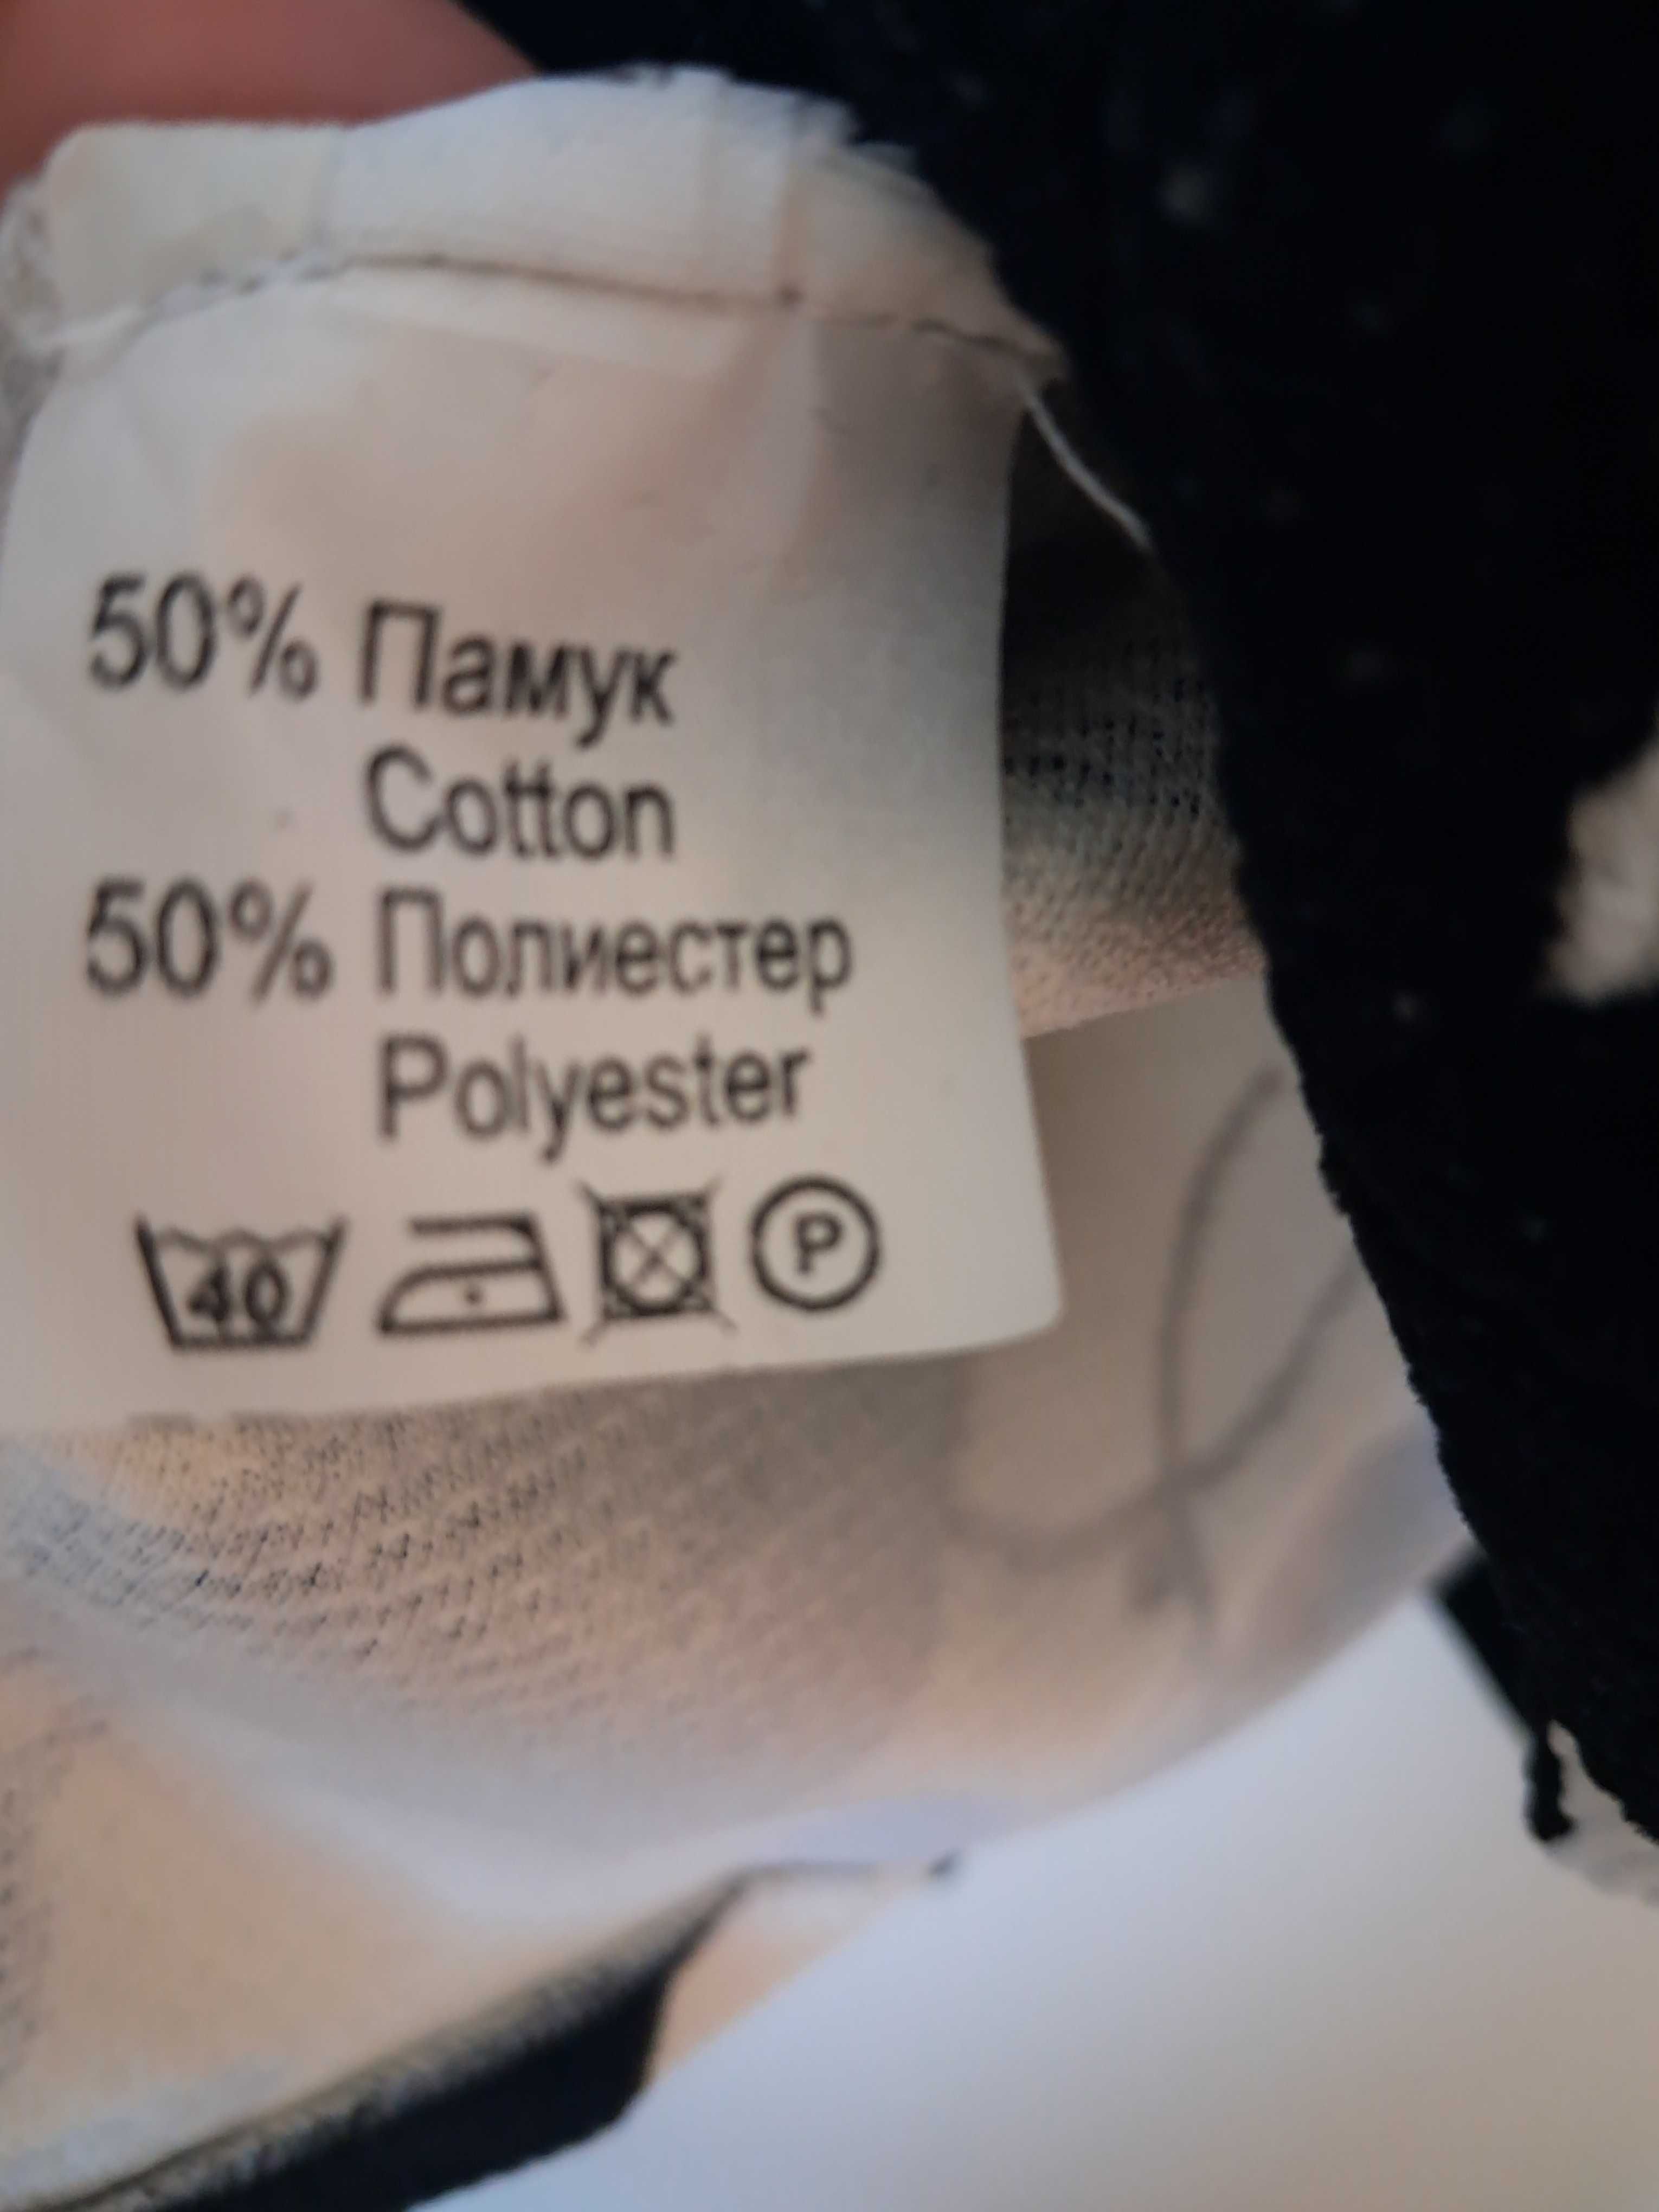 50% Памук
Cotton
50% Полиестер
Polyester
40 P